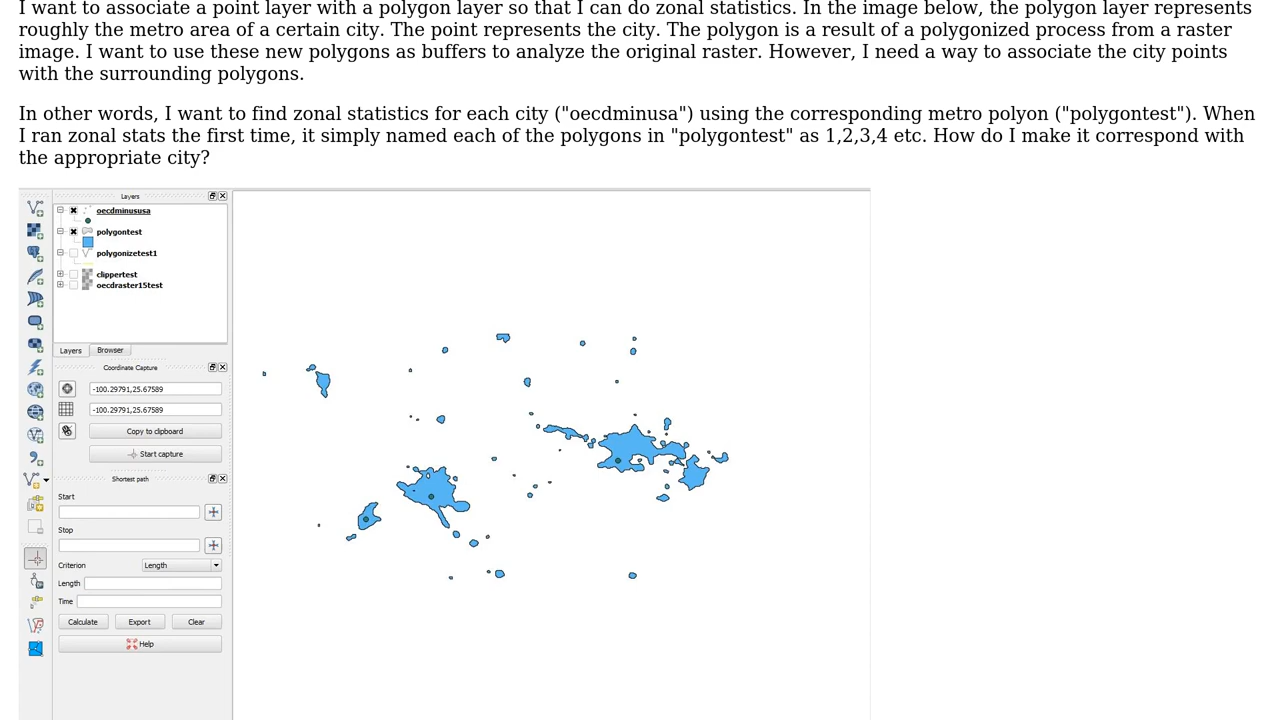 I want to associate a point layer with a polygon layer so that I can do zonal statistics. In the image below, the polygon layer represents
roughly the metro area of a certain city. The point represents the city. The polygon is a result of a polygonized process from a raster
image. I want to use these new polygons as buffers to analyze the original raster. However, I need a way to associate the city points
with the surrounding polygons.
In other words, I want to find zonal statistics for each city ("oecdminusa") using the corresponding metro polyon ("polygontest"). When
I ran zonal stats the first time, it simply named each of the polygons in "polygontest" as 1,2,3,4 etc. How do I make it correspond with
the appropriate city?
Layers
oecdminususa
polygontest
polygonizetest1
clippertest
oecdraster15test
Layers Browser
Coordinate Capture
-100.29791,25.67589
-100.29791,25.67589
Copy to clipboard
Start capture
Shortest path
Start
Stop
Criterion Length
Length
Time
Calculate Export Clear
Help